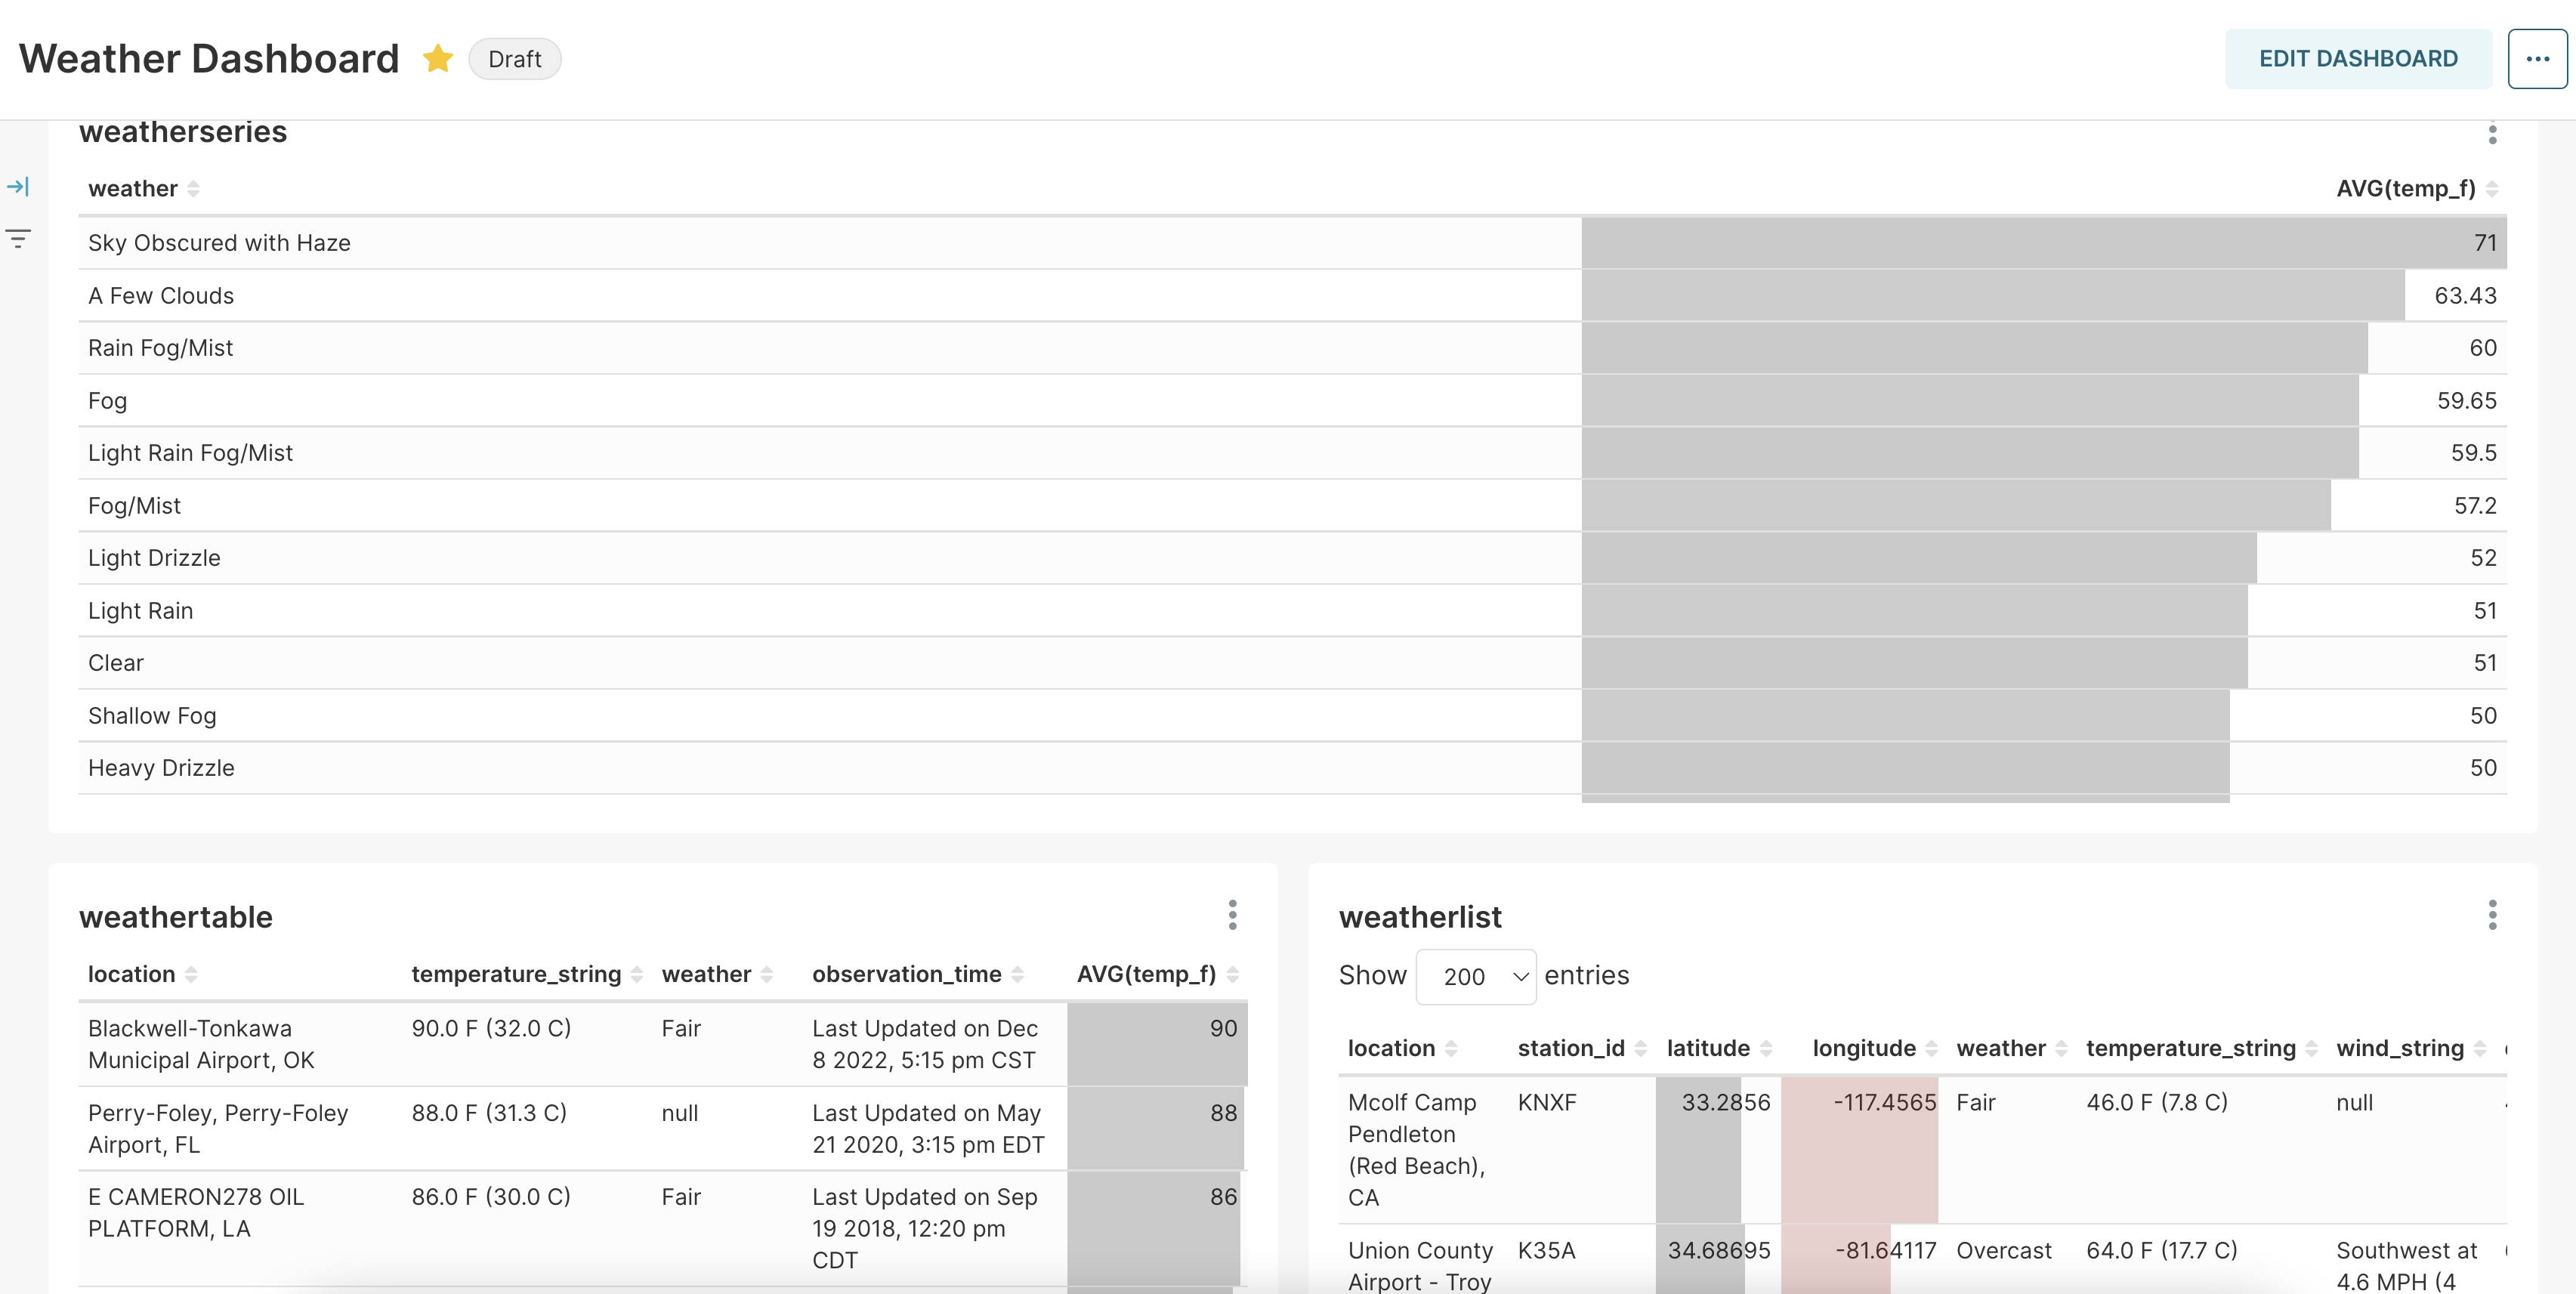 Weather Dashboard Draft EDIT DASHBOARD
weatherseries
weather AVG(temp_f)
Sky Obscured with Haze 71
A Few Clouds 63.43
Rain Fog/Mist 60
Fog 59.65
Light Rain Fog/Mist 59.5
Fog/Mist 57.2
Light Drizzle 52
Light Rain 51
Clear 51
Shallow Fog 50
Heavy Drizzle 50
weathertable
location temperature_string weather observation_time AVG(temp_f)
Blackwell-Tonkawa 90.0 F (32.0 C) Fair Last Updated on Dec 90
Municipal Airport, OK 8 2022, 5:15 pm CST
Perry-Foley, Perry-Foley 88.0 F (31.3 C) null Last Updated on May 88
Airport, FL 21 2020, 3:15 pm EDT
E CAMERON278 OIL 86.0 F (30.0 C) Fair Last Updated on Sep 86
PLATFORM, LA 19 2018, 12:20 pm
CDT
weatherlist
Show 200 entries
location station_id latitude longitude weather temperature_string wind_string
Mcolf Camp KNXF 33.2856 -117.4565 Fair 46.0 F (7.8 C) null
Pendleton
(Red Beach),
CA
Union County K35A 34.68695 -81.64117 Overcast 64.0 F (17.7 C) Southwest at
Airport - Troy 4.6 MPH (4